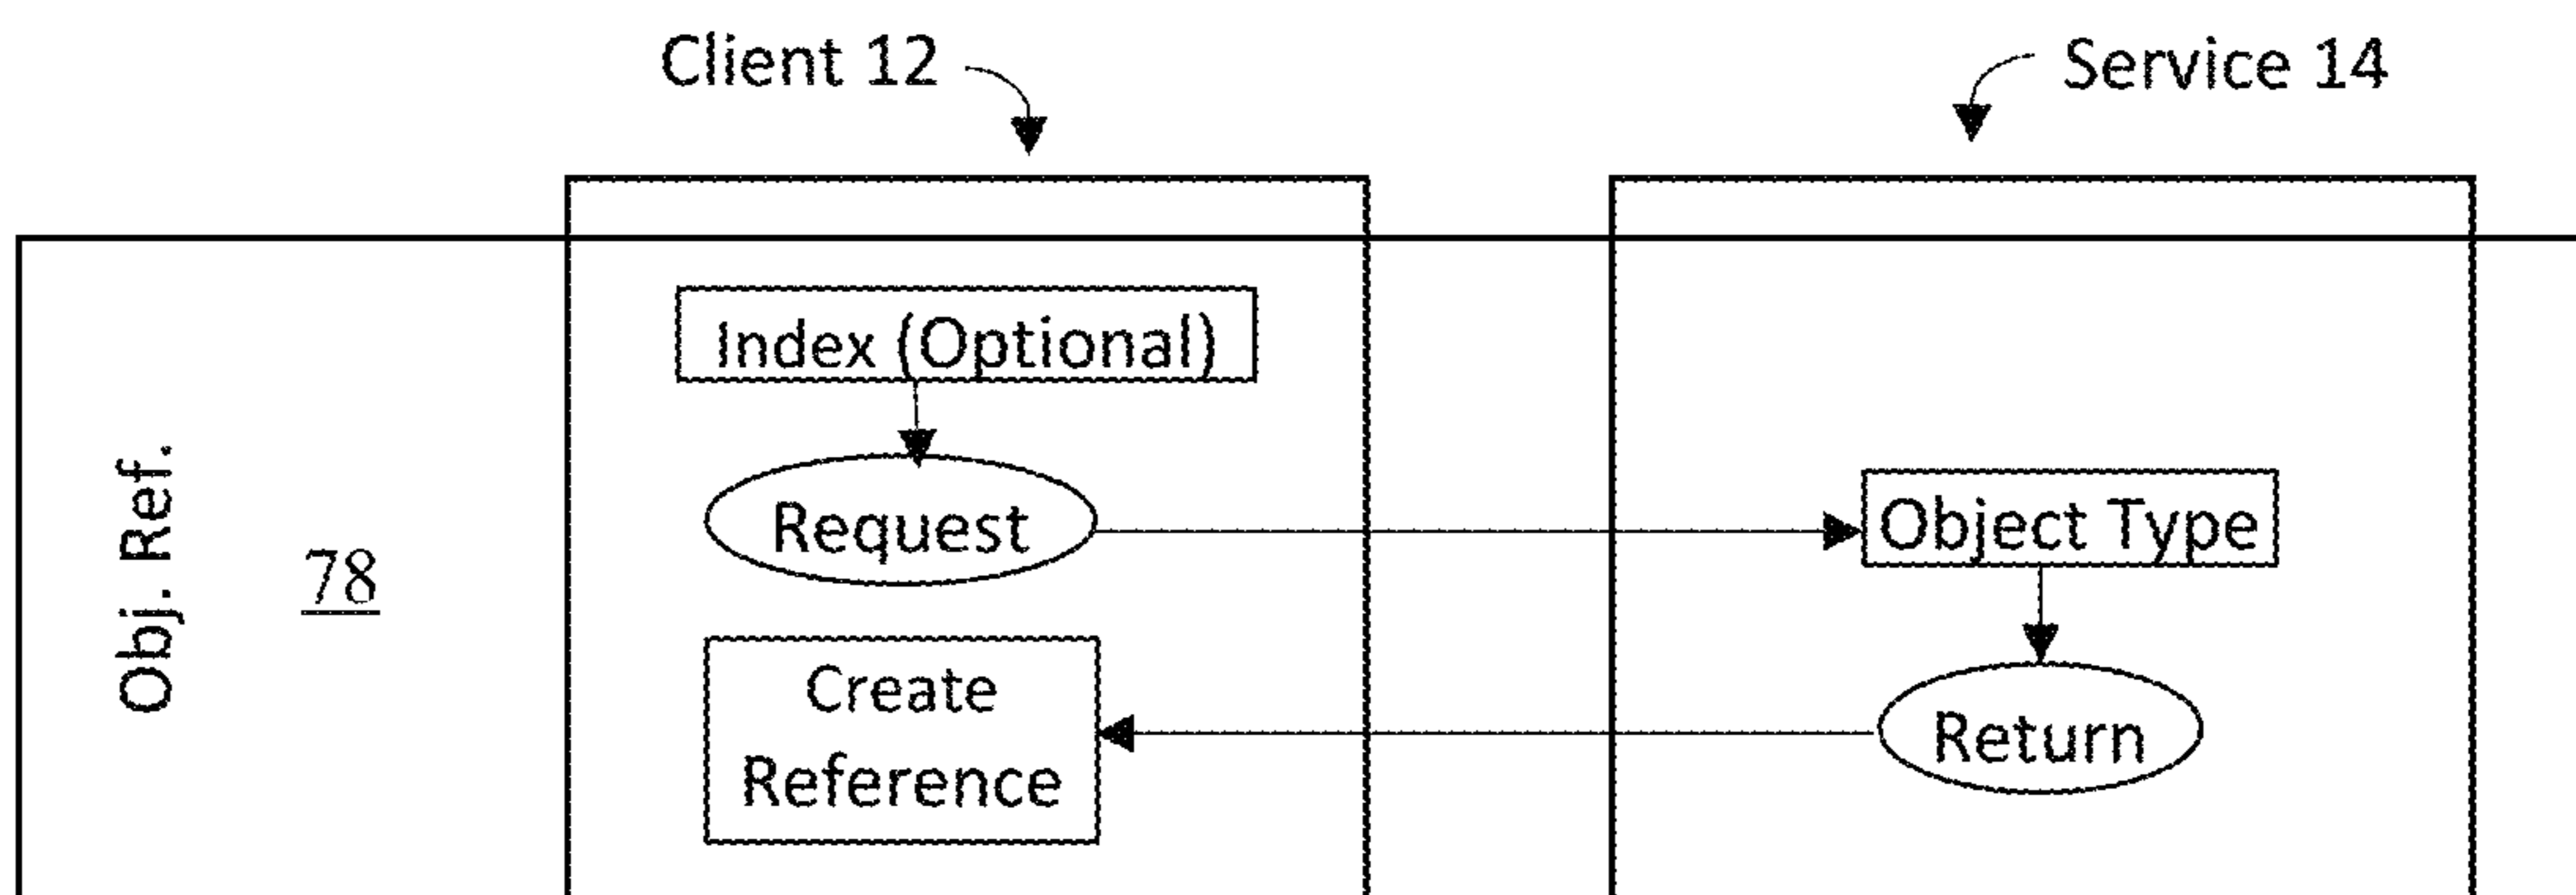 Client 12
Service 14
Obj. Ref.
78
Index (Optional)
Request
Object Type
Create
Reference
Return